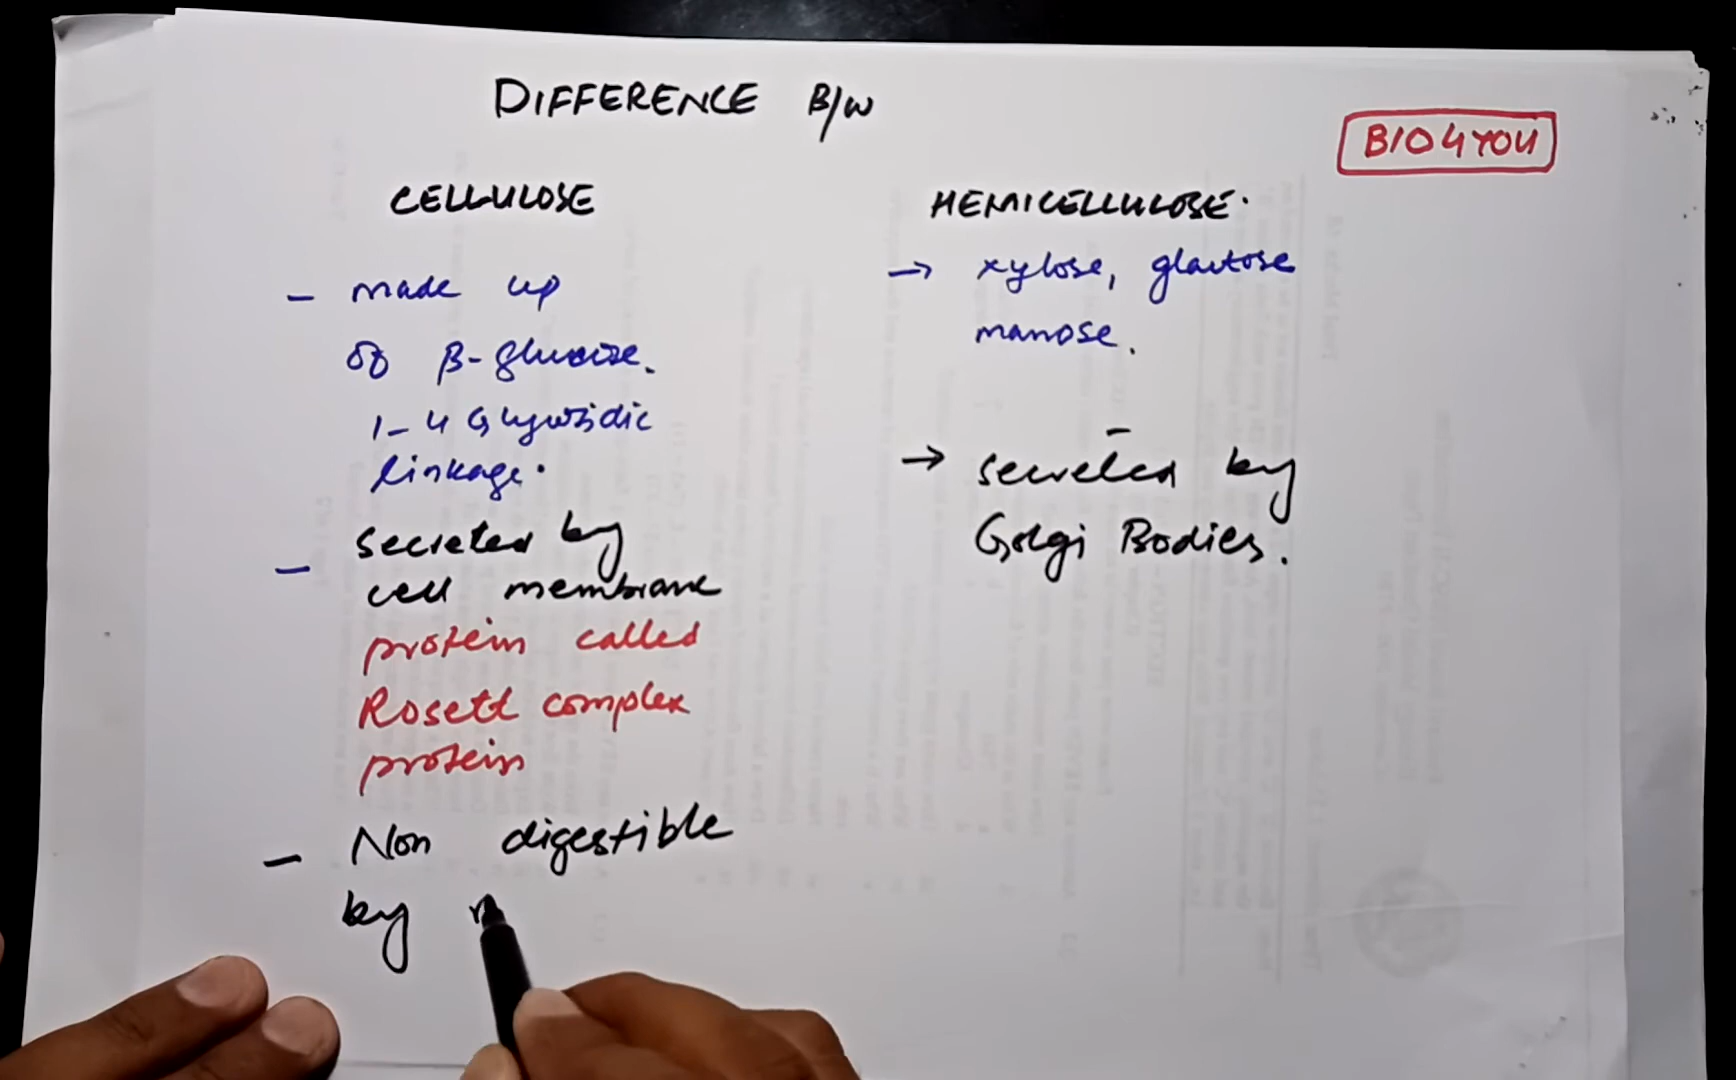 DIFFERENCE B/W
BIO4YOU
CELLULOSE
- made up
of β-glucose.
1-4 Glycosidic
linkage.
- secreted by
cell membrane
protein called
Rosett complex
protein
- Non digestible
by
HEMICELLULOSE.
→ xylose, glactose
manose.
→ secreted by
Golgi Bodies.